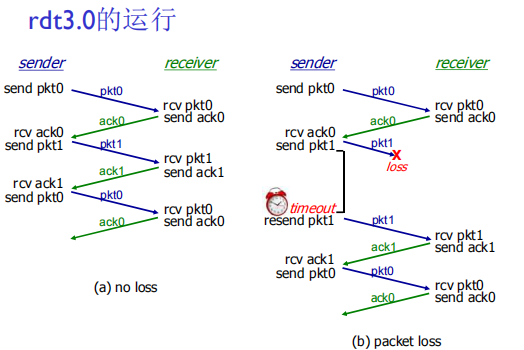 rdt3.0的运行
sender
receiver
send pkt0
pkt0
rcv pkt0
send ack0
ack0
rcv ack0
send pkt1
pkt1
rcv pkt1
send ack1
ack1
rcv ack1
send pkt0
pkt0
rcv pkt0
send ack0
ack0
(a) no loss
sender
receiver
send pkt0
pkt0
rcv pkt0
send ack0
ack0
rcv ack0
send pkt1
pkt1
X
loss
timeout
resend pkt1
pkt1
rcv pkt1
send ack1
ack1
rcv ack1
send pkt0
pkt0
rcv pkt0
send ack0
ack0
(b) packet loss